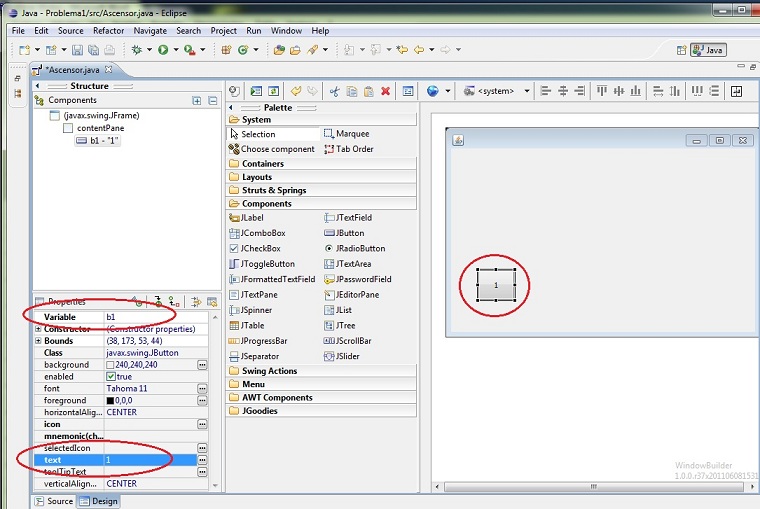 Java - Problema1/src/Ascensor.java - Eclipse
File Edit Source Refactor Navigate Search Project Run Window Help
Java
*Ascensor.java
Structure
Components
(javax.swing.JFrame)
contentPane
b1 - "1"
Properties
Variable b1
Constructor (Constructor properties)
Bounds (38, 173, 53, 44)
Class javax.swing.JButton
background 240,240,240
enabled true
font Tahoma 11
foreground 0,0,0
horizontalAlig... CENTER
icon
mnemonic(ch...
selectedIcon
text 1
toolTipText
verticalAlignm... CENTER
Source Design
Palette
System
Selection Marquee
Choose component Tab Order
Containers
Layouts
Struts & Springs
Components
JLabel JTextField
JComboBox JButton
JCheckBox JRadioButton
JToggleButton JTextArea
JFormattedTextField JPasswordField
JTextPane JEditorPane
JSpinner JList
JTable JTree
JProgressBar JScrollBar
JSeparator JSlider
Swing Actions
Menu
AWT Components
JGoodies
<system>
1
WindowBuilder
1.0.0.r37x201106081531